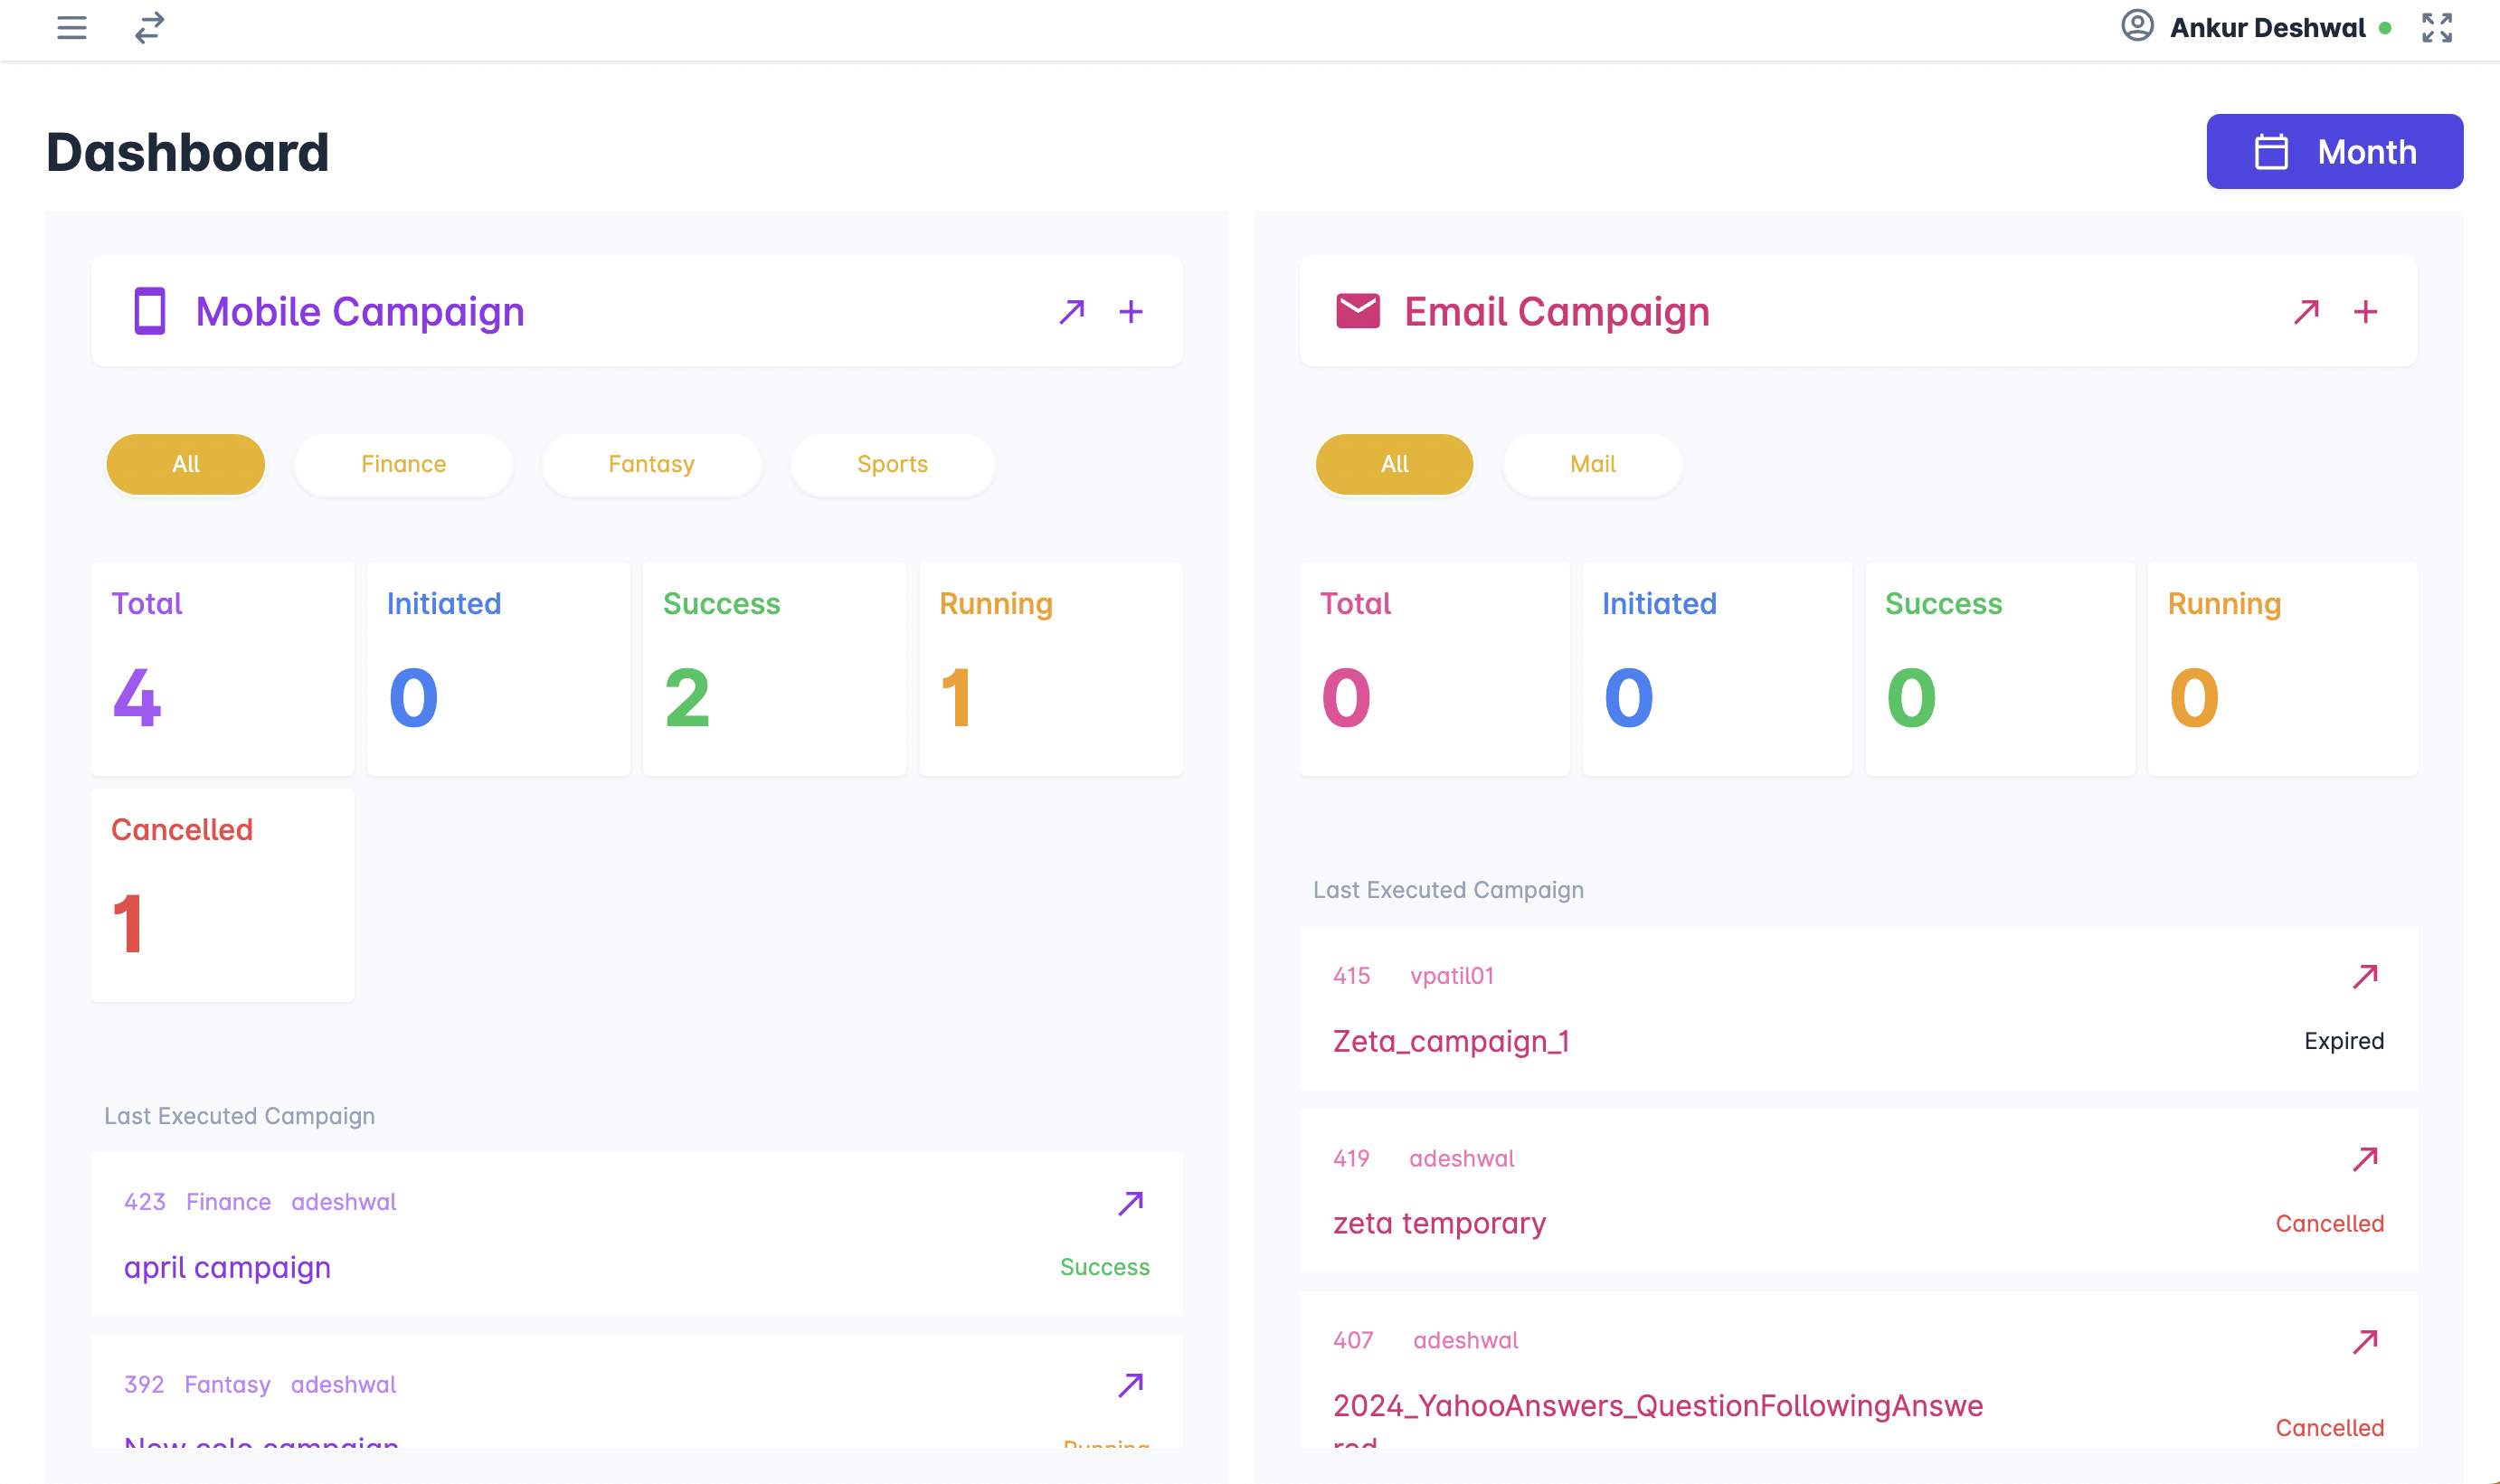 Ankur Deshwal
Dashboard
Month
Mobile Campaign
All Finance Fantasy Sports
Total Initiated Success Running
4 0 2 1
Cancelled
1
Last Executed Campaign
423 Finance adeshwal
april campaign Success
392 Fantasy adeshwal
campaign Running
Email Campaign
All Mail
Total Initiated Success Running
0 0 0 0
Last Executed Campaign
415 vpatil01
Zeta_campaign_1 Expired
419 adeshwal
zeta temporary Cancelled
407 adeshwal
2024_YahooAnswers_QuestionFollowingAnswe
red
Cancelled